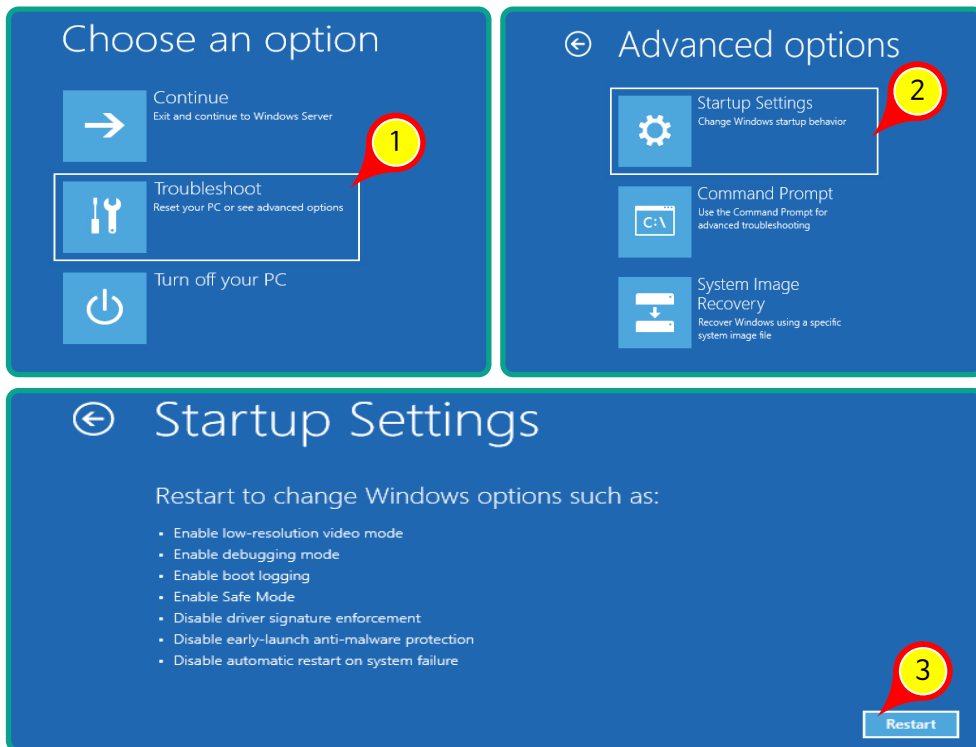 Choose an option
Continue
Exit and continue to Windows Server
1
Troubleshoot
Reset your PC or see advanced options
Turn off your PC
Advanced options
2
Startup Settings
Change Windows startup behavior
C:\
Command Prompt
Use the Command Prompt for
advanced troubleshooting
System Image
Recovery
Recover Windows using a specific
system image file
Startup Settings
Restart to change Windows options such as:
• Enable low-resolution video mode
• Enable debugging mode
• Enable boot logging
• Enable Safe Mode
• Disable driver signature enforcement
• Disable early-launch anti-malware protection
• Disable automatic restart on system failure
3
Restart